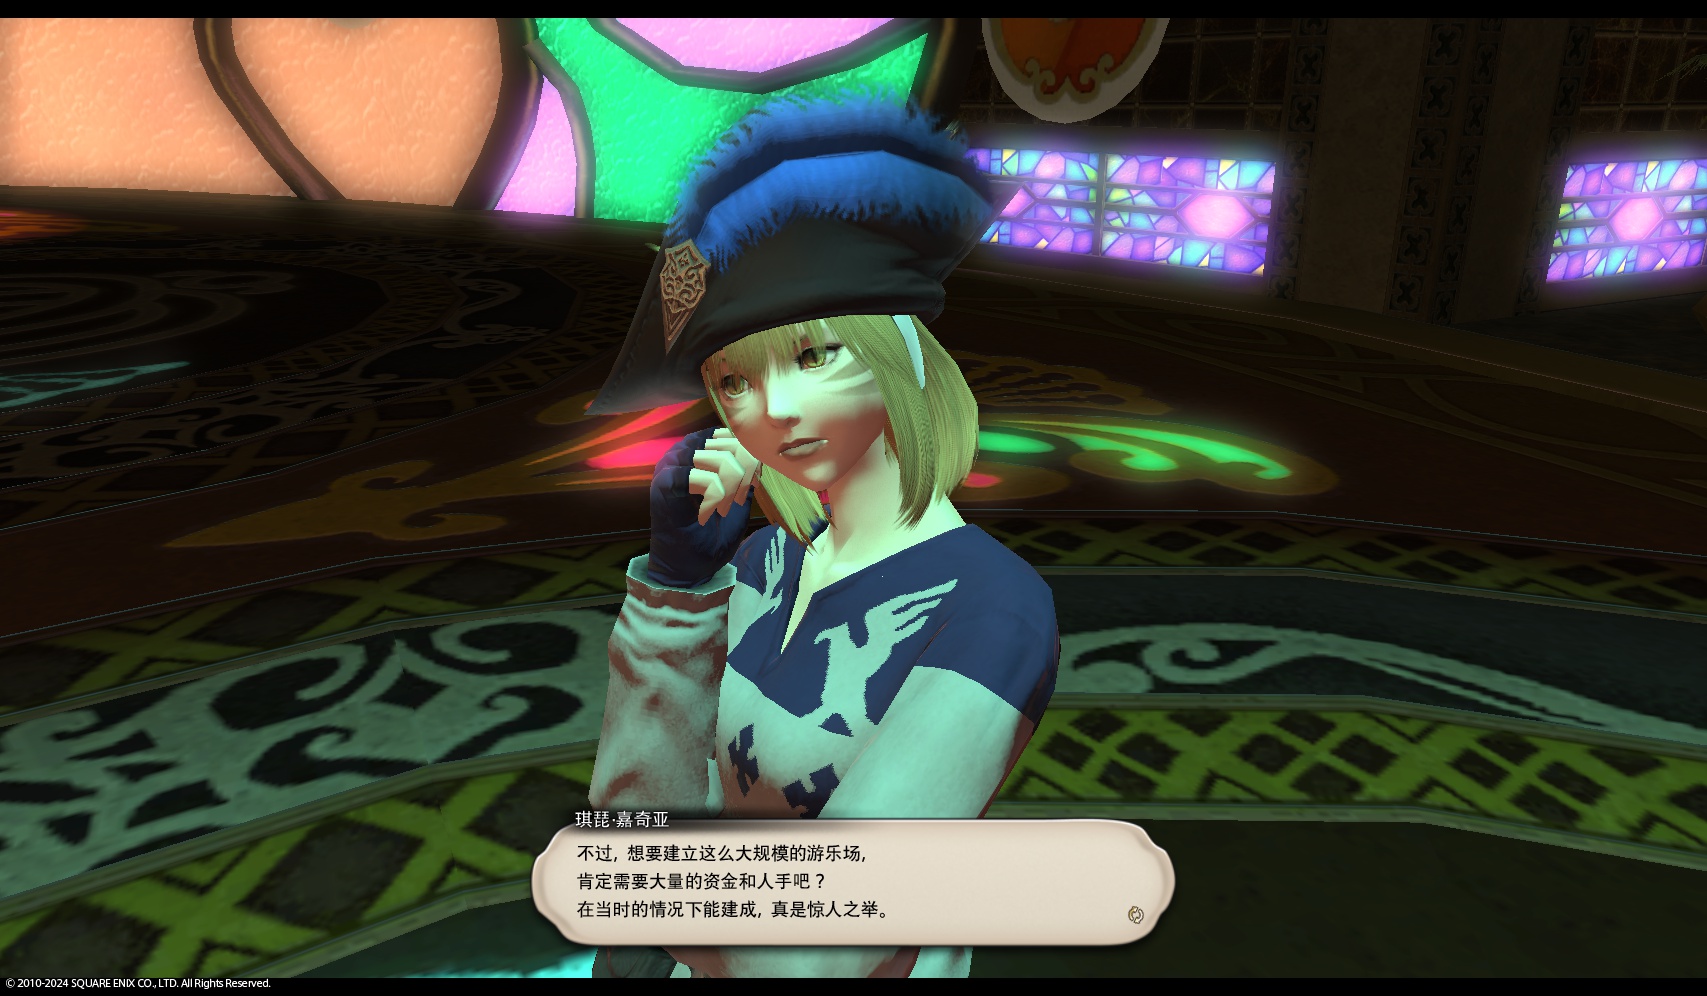 琪琵·嘉奇亚
不过，想要建立这么大规模的游乐场，
肯定需要大量的资金和人手吧？
在当时的情况下能建成，真是惊人之举。
© 2010-2024 SQUARE ENIX CO., LTD. All Rights Reserved.